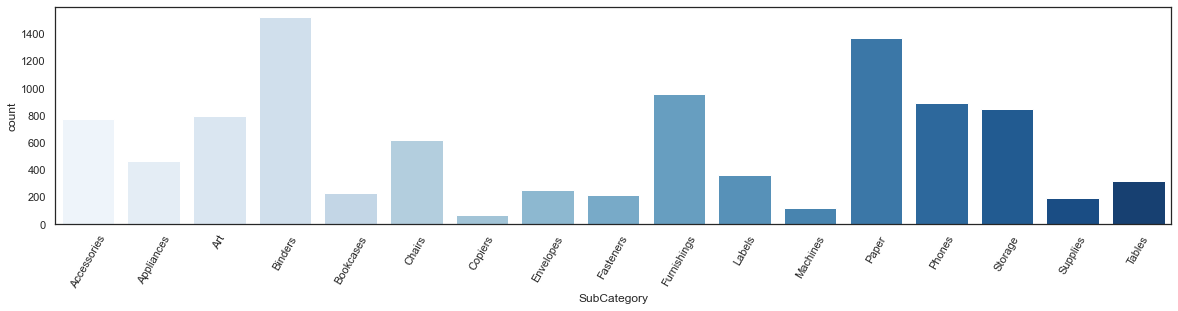 1400
1200
1000
800
600
400
200
0
count
Accessories
Appliances
Art
Binders
Bookcases
Chairs
Copiers
Envelopes
Fasteners
Furnishings
Labels
Machines
Paper
Phones
Storage
Supplies
Tables
SubCategory